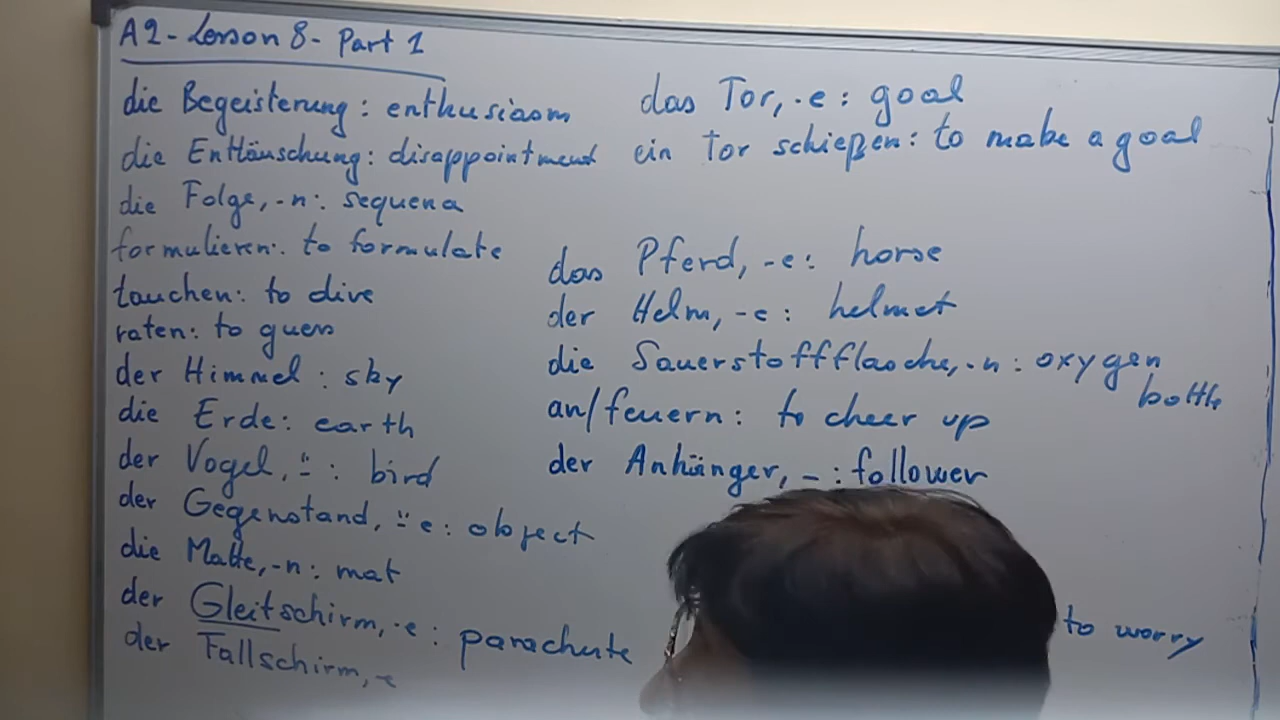 A2 - Lesson 8 - Part 1
die Begeisterung: enthusiasm
die Enttäuschung: disappointment
die Folge, -n: sequence
formulieren: to formulate
tauchen: to dive
raten: to guess
der Himmel: sky
die Erde: earth
der Vogel, ¨: bird
der Gegenstand, ¨e: object
die Matte, -n: mat
der Gleitschirm, -e: parachute
der Fallschirm, -e
das Tor, -e: goal
ein Tor schießen: to make a goal
das Pferd, -e: horse
der Helm, -e: helmet
die Sauerstoffflasche, -n: oxygen
bottle
an/feuern: to cheer up
der Anhänger, -: follower
to worry